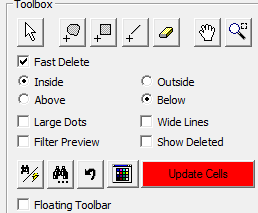 Toolbox
Fast Delete
Inside Outside
Above Below
Large Dots Wide Lines
Filter Preview Show Deleted
Update Cells
Floating Toolbar